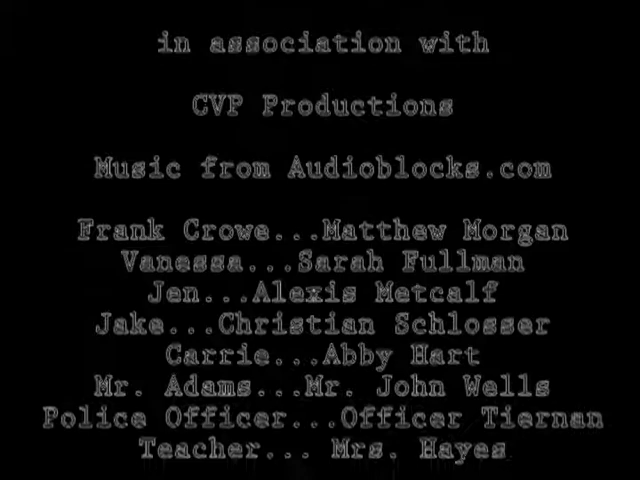 in association with
CVP Productions
Music from Audioblocks.com
Frank Crowe...Matthew Morgan
Vanessa...Sarah Fullman
Jen...Alexis Metcalf
Jake...Christian Schlosser
Carrie...Abby Hart
Mr. Adams...Mr. John Wells
Police Officer...Officer Tiernan
Teacher... Mrs. Hayes